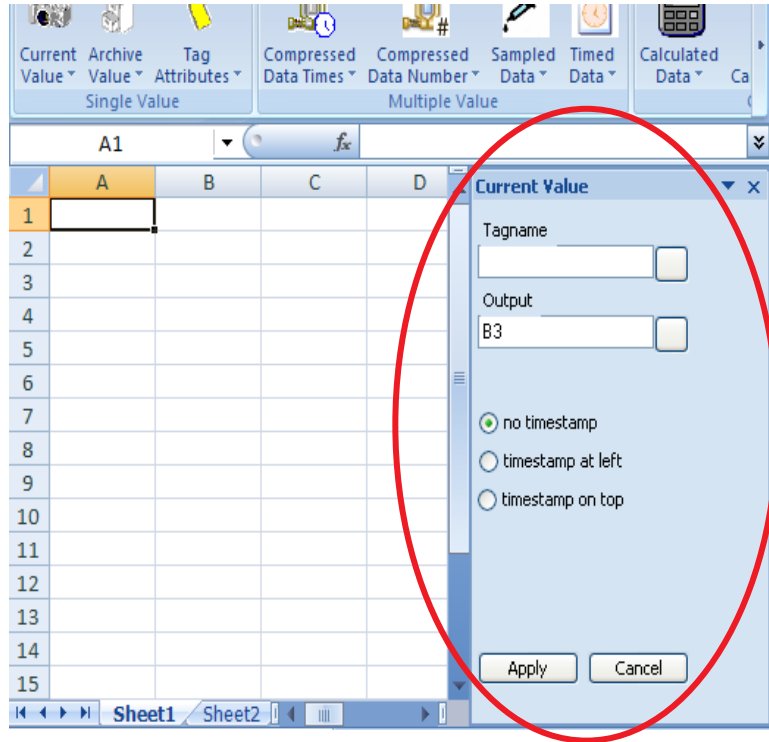 Current Archive Tag Compressed Compressed Sampled Timed Calculated
Value Value Attributes Data Times Data Number Data Data Data Ca
Single Value Multiple Value
#
A1 fx
A B C D Current Value
1
Tagname
2
3
Output
4
B3
5
6
7
no timestamp
8
timestamp at left
9
timestamp on top
10
11
12
13
14
Apply Cancel
15
Sheet1 Sheet2